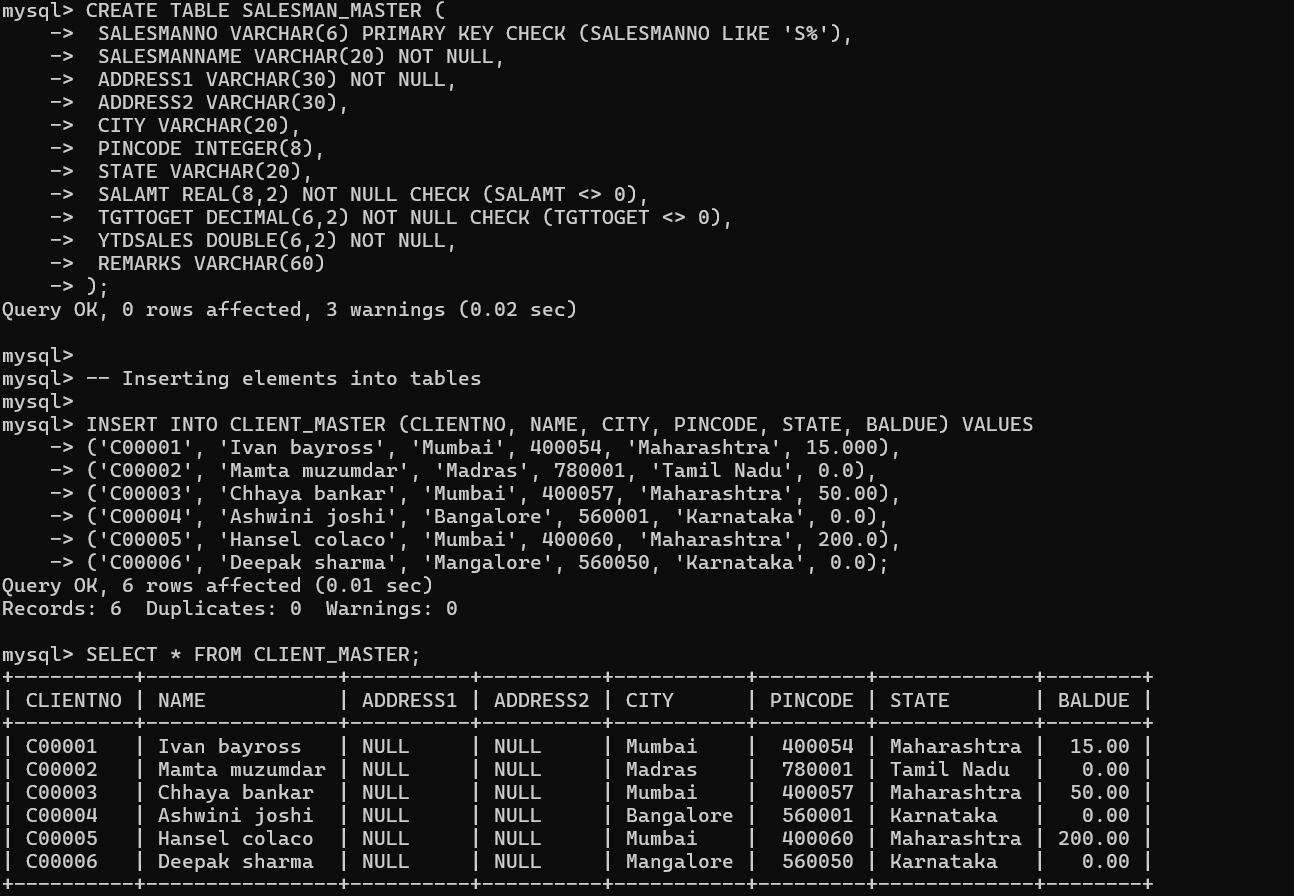 mysql> CREATE TABLE SALESMAN_MASTER (
    ->  SALESMANNO VARCHAR(6) PRIMARY KEY CHECK (SALESMANNO LIKE 'S%'),
    ->  SALESMANNAME VARCHAR(20) NOT NULL,
    ->  ADDRESS1 VARCHAR(30) NOT NULL,
    ->  ADDRESS2 VARCHAR(30),
    ->  CITY VARCHAR(20),
    ->  PINCODE INTEGER(8),
    ->  STATE VARCHAR(20),
    ->  SALAMT REAL(8,2) NOT NULL CHECK (SALAMT <> 0),
    ->  TGTTOGET DECIMAL(6,2) NOT NULL CHECK (TGTTOGET <> 0),
    ->  YTDSALES DOUBLE(6,2) NOT NULL,
    ->  REMARKS VARCHAR(60)
    -> );
Query OK, 0 rows affected, 3 warnings (0.02 sec)

mysql>
mysql> -- Inserting elements into tables
mysql>
mysql> INSERT INTO CLIENT_MASTER (CLIENTNO, NAME, CITY, PINCODE, STATE, BALDUE) VALUES
    -> ('C00001', 'Ivan bayross', 'Mumbai', 400054, 'Maharashtra', 15.000),
    -> ('C00002', 'Mamta muzumdar', 'Madras', 780001, 'Tamil Nadu', 0.0),
    -> ('C00003', 'Chhaya bankar', 'Mumbai', 400057, 'Maharashtra', 50.00),
    -> ('C00004', 'Ashwini joshi', 'Bangalore', 560001, 'Karnataka', 0.0),
    -> ('C00005', 'Hansel colaco', 'Mumbai', 400060, 'Maharashtra', 200.0),
    -> ('C00006', 'Deepak sharma', 'Mangalore', 560050, 'Karnataka', 0.0);
Query OK, 6 rows affected (0.01 sec)
Records: 6  Duplicates: 0  Warnings: 0

mysql> SELECT * FROM CLIENT_MASTER;
+----------+----------------+----------+----------+-----------+---------+-------------+--------+
| CLIENTNO | NAME           | ADDRESS1 | ADDRESS2 | CITY      | PINCODE | STATE       | BALDUE |
+----------+----------------+----------+----------+-----------+---------+-------------+--------+
| C00001   | Ivan bayross   | NULL     | NULL     | Mumbai    |  400054 | Maharashtra |  15.00 |
| C00002   | Mamta muzumdar | NULL     | NULL     | Madras    |  780001 | Tamil Nadu  |   0.00 |
| C00003   | Chhaya bankar  | NULL     | NULL     | Mumbai    |  400057 | Maharashtra |  50.00 |
| C00004   | Ashwini joshi  | NULL     | NULL     | Bangalore |  560001 | Karnataka   |   0.00 |
| C00005   | Hansel colaco  | NULL     | NULL     | Mumbai    |  400060 | Maharashtra | 200.00 |
| C00006   | Deepak sharma  | NULL     | NULL     | Mangalore |  560050 | Karnataka   |   0.00 |
+----------+----------------+----------+----------+-----------+---------+-------------+--------+